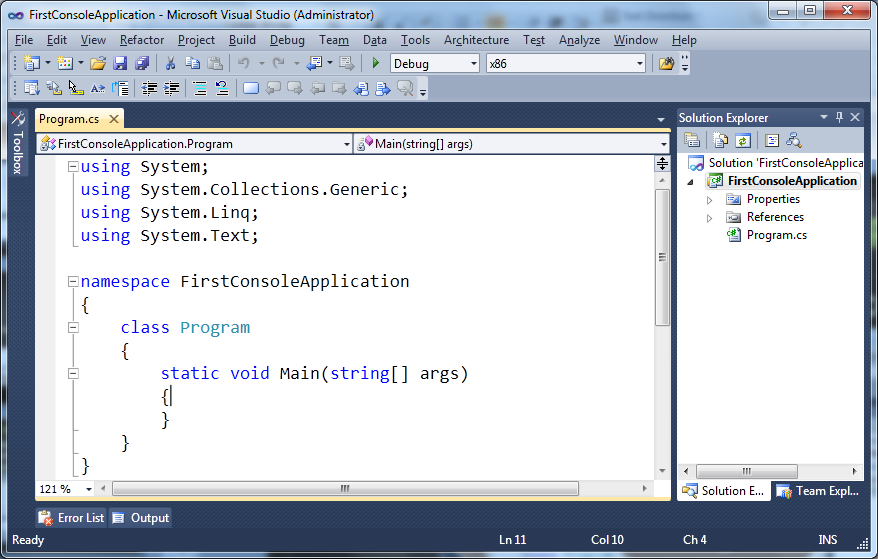 FirstConsoleApplication - Microsoft Visual Studio (Administrator)
File Edit View Refactor Project Build Debug Team Data Tools Architecture Test Analyze Window Help
Debug x86
Toolbox
Program.cs
FirstConsoleApplication.Program Main(string[] args)
using System;
using System.Collections.Generic;
using System.Linq;
using System.Text;
namespace FirstConsoleApplication
{
class Program
{
static void Main(string[] args)
{
}
}
}
121 %
Solution Explorer
Solution 'FirstConsoleApplica
FirstConsoleApplication
Properties
References
Program.cs
Solution E... Team Expl...
Error List Output
Ready Ln 11 Col 10 Ch 4 INS